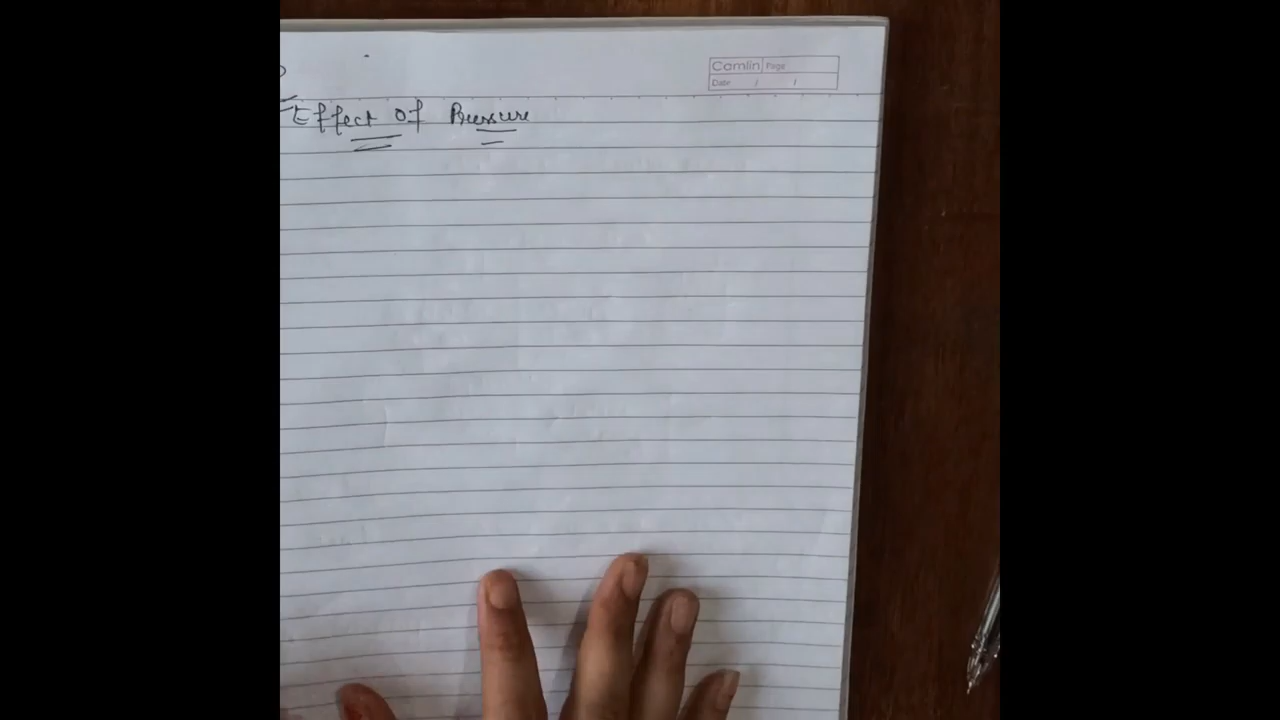 Camlin Page
Date / /
Effect Of Pressure